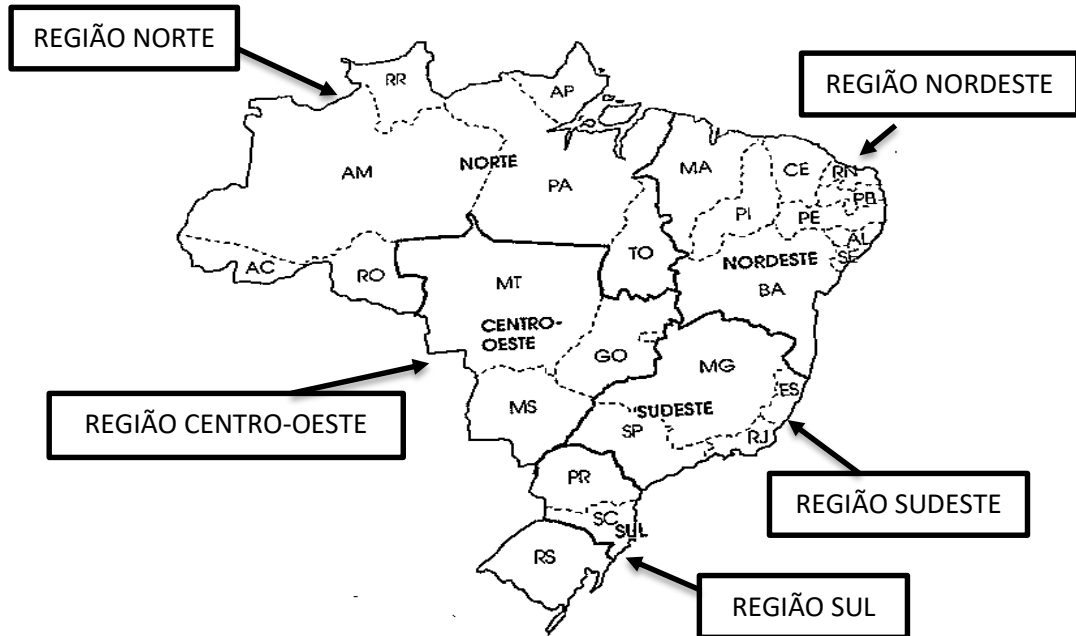 REGIÃO NORTE
REGIÃO NORDESTE
RR
AP
AM
NORTE
PA
MA
CE
RN
PI
PE
PB
AL
SE
TO
NORDESTE
BA
AC
RO
MT
CENTRO-
OESTE
GO
MG
ES
MS
SUDESTE
SP
RJ
REGIÃO CENTRO-OESTE
PR
REGIÃO SUDESTE
SC
SUL
RS
REGIÃO SUL